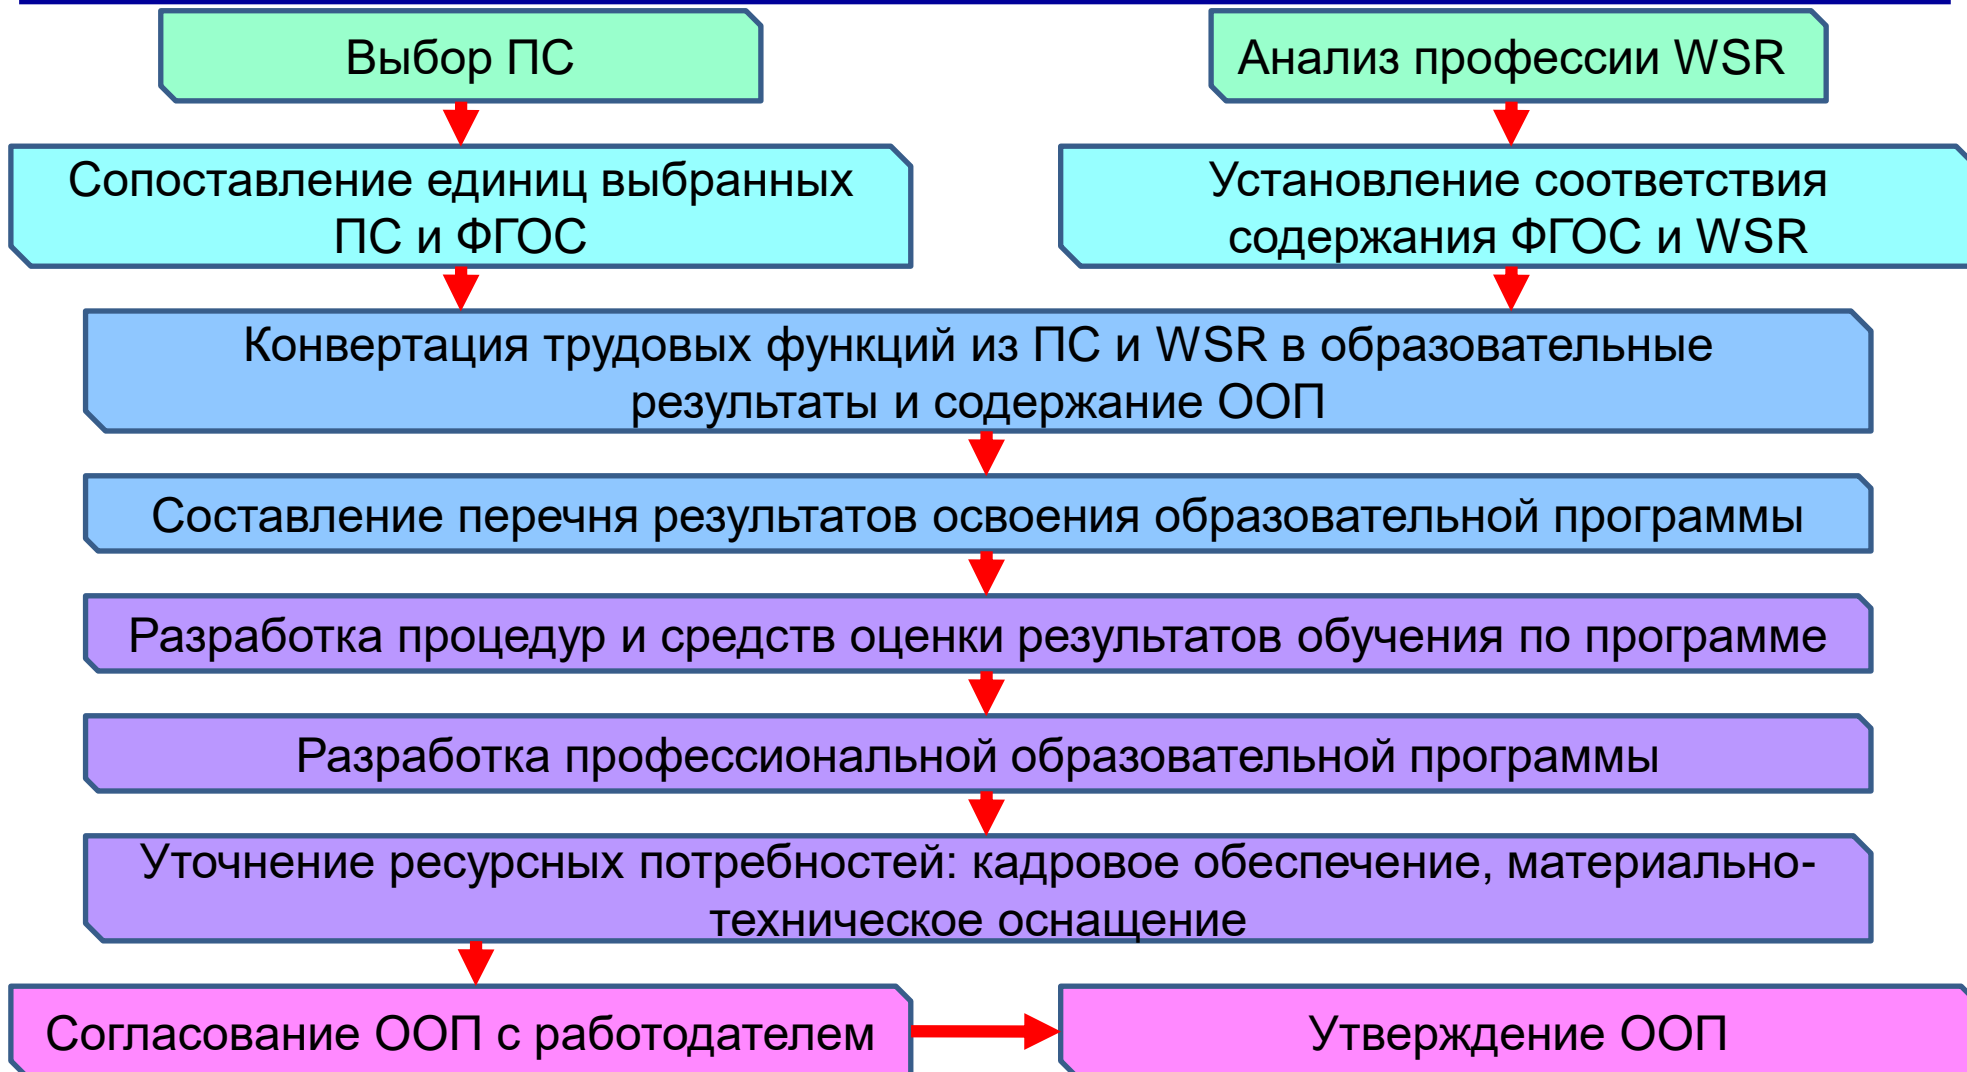 Выбор ПС
Анализ профессии WSR
Сопоставление единиц выбранных
ПС и ФГОС
Установление соответствия
содержания ФГОС и WSR
Конвертация трудовых функций из ПС и WSR в образовательные
результаты и содержание ООП
Составление перечня результатов освоения образовательной программы
Разработка процедур и средств оценки результатов обучения по программе
Разработка профессиональной образовательной программы
Уточнение ресурсных потребностей: кадровое обеспечение, материально-
техническое оснащение
Согласование ООП с работодателем
Утверждение ООП